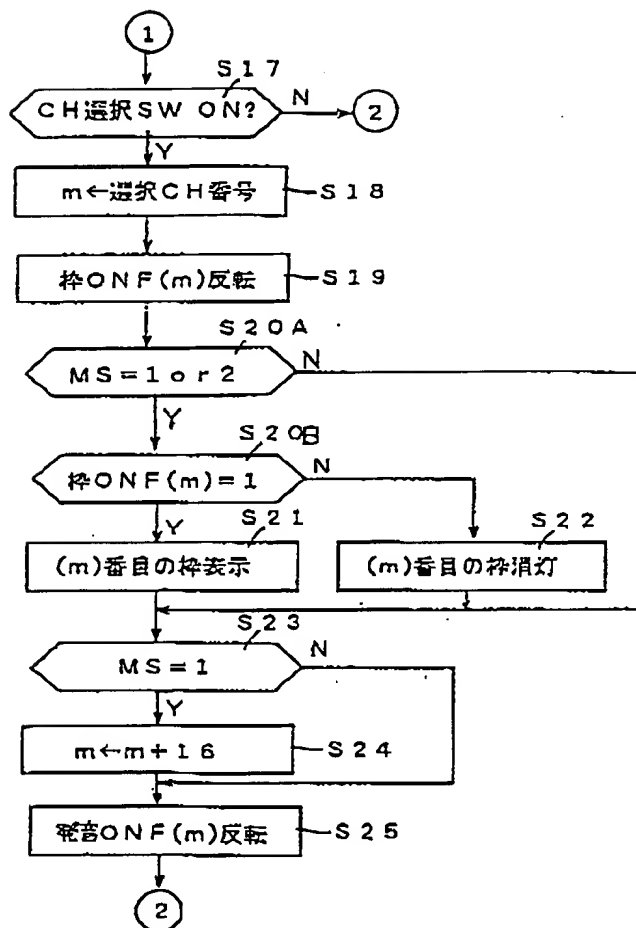 1
S17
CH選択SW ON?
N
2
Y
m←選択CH番号
S18
枠ONF(m)反転
S19
S20A
MS=1or2
N
Y
S20B
枠ONF(m)=1
N
Y
S21
S22
(m)番目の枠表示
(m)番目の枠消灯
S23
MS=1
N
Y
m←m+16
S24
発音ONF(m)反転
S25
2